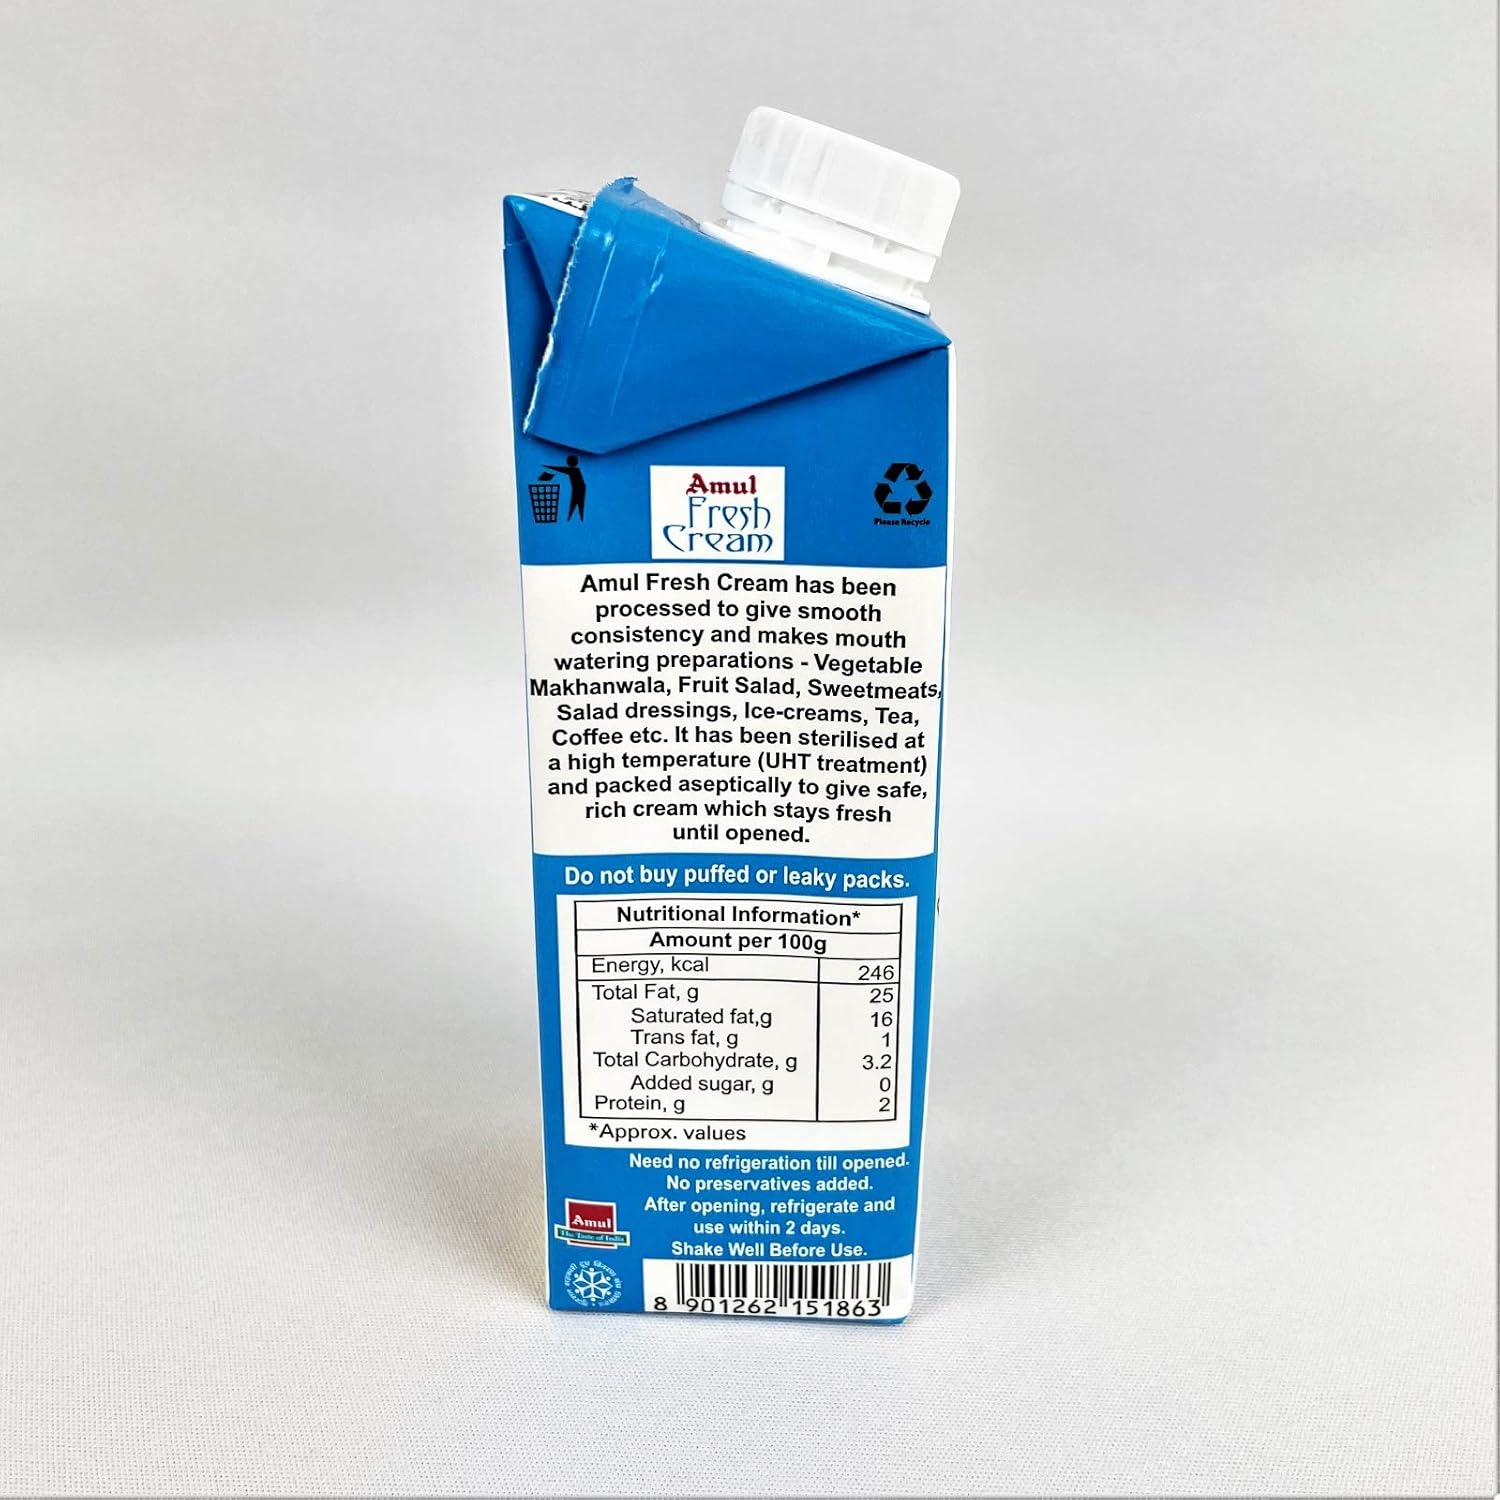 Amul
Fresh
Cream
Please Recycle
Amul Fresh Cream has been
processed to give smooth
consistency and makes mouth
watering preparations - Vegetable
Makhanwala, Fruit Salad, Sweetmeats,
Salad dressings, Ice-creams, Tea,
Coffee etc. It has been sterilised at
a high temperature (UHT treatment)
and packed aseptically to give safe,
rich cream which stays fresh
until opened.
Do not buy puffed or leaky packs.
Nutritional Information*
Amount per 100g
Energy, kcal 246
Total Fat, g 25
Saturated fat,g 16
Trans fat, g 1
Total Carbohydrate, g 3.2
Added sugar, g 0
Protein, g 2
*Approx. values
Need no refrigeration till opened.
No preservatives added.
After opening, refrigerate and
use within 2 days.
Shake Well Before Use.
Amul
The Taste of India
8 901262 151863